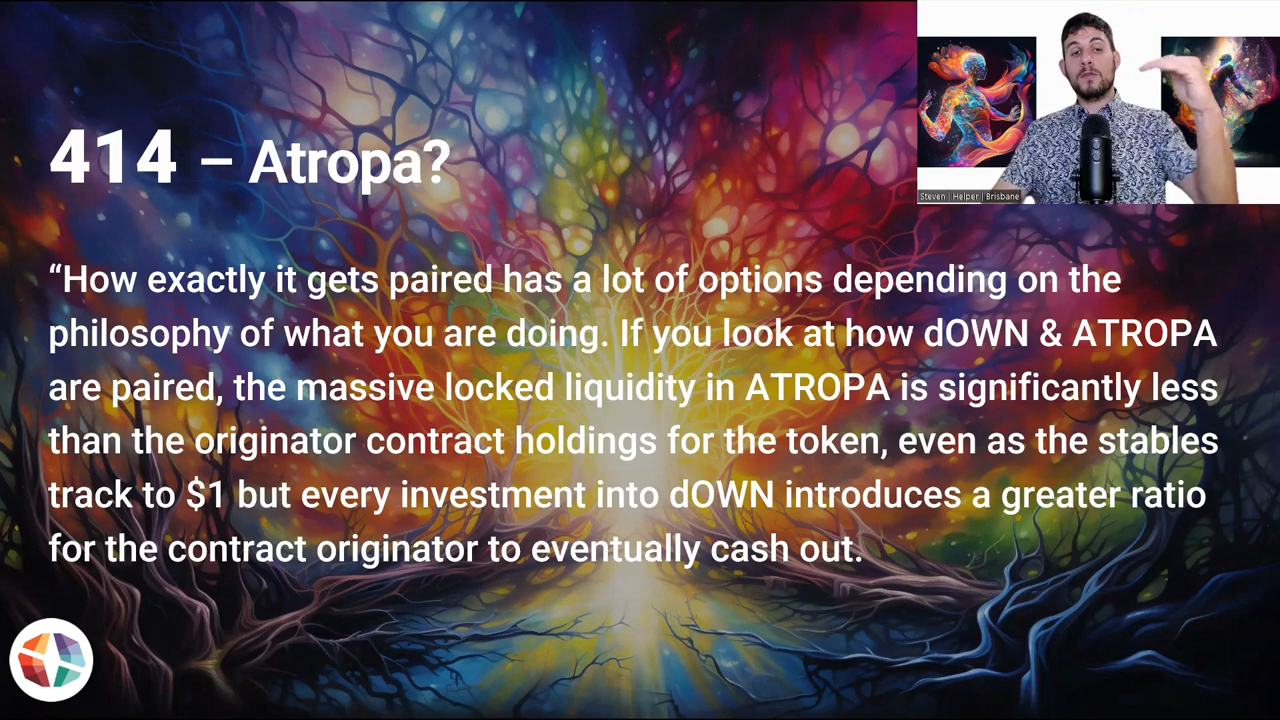 414 – Atropa?
Steven | Helper | Brisbane
“How exactly it gets paired has a lot of options depending on the
philosophy of what you are doing. If you look at how dOWN & ATROPA
are paired, the massive locked liquidity in ATROPA is significantly less
than the originator contract holdings for the token, even as the stables
track to $1 but every investment into dOWN introduces a greater ratio
for the contract originator to eventually cash out.